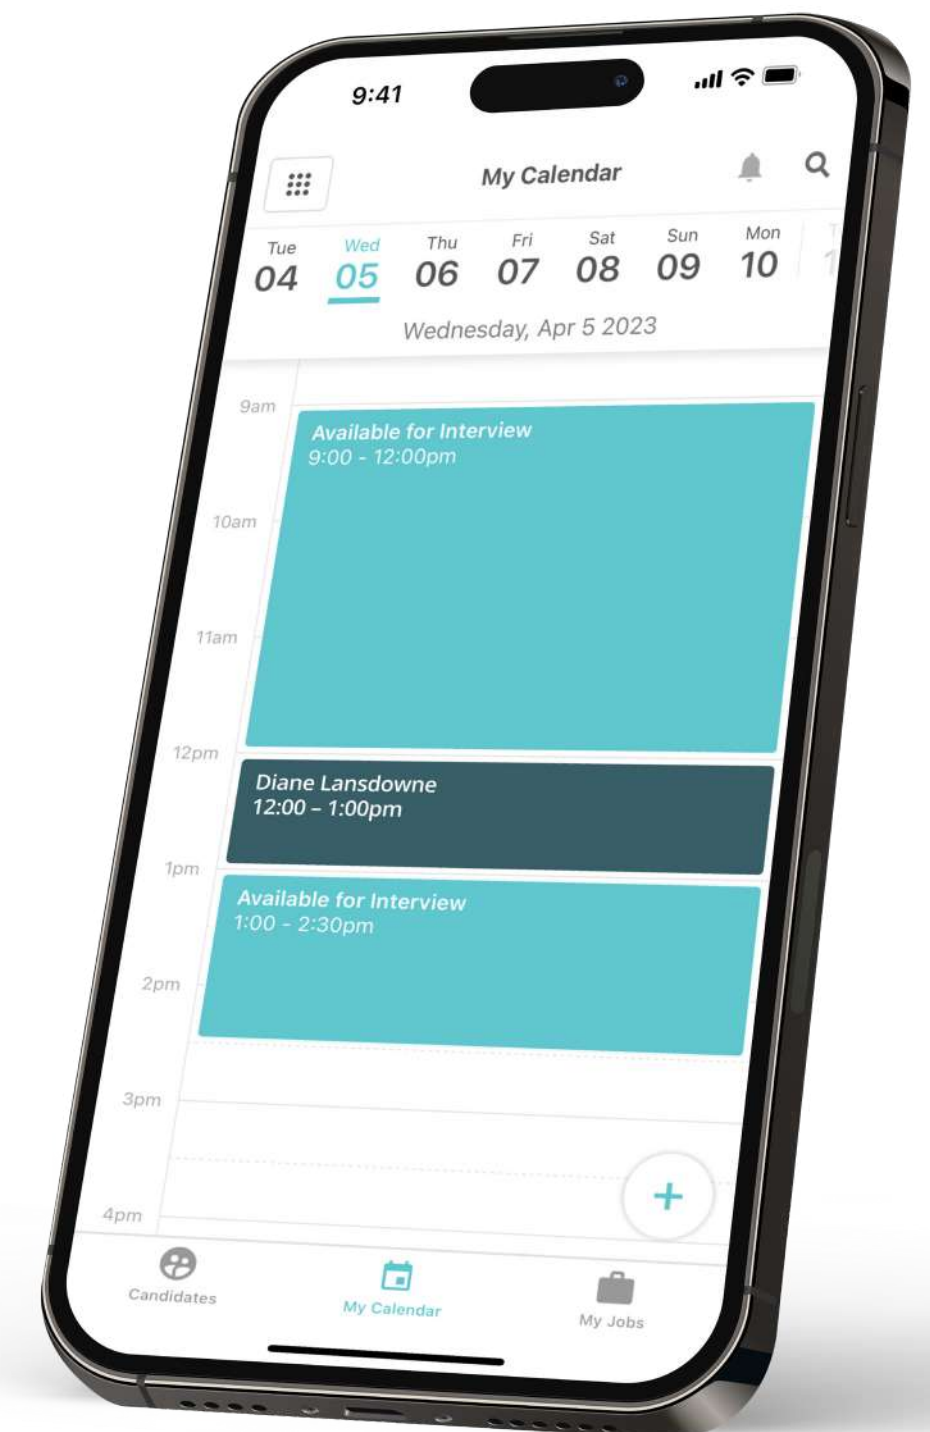 9:41
My Calendar
Tue Wed Thu Fri Sat Sun Mon
04 05 06 07 08 09 10
Wednesday, Apr 5 2023
9am
Available for Interview
9:00 - 12:00pm
10am
11am
12pm
Diane Lansdowne
12:00 – 1:00pm
1pm
Available for Interview
1:00 - 2:30pm
2pm
3pm
4pm
Candidates
My Calendar
My Jobs